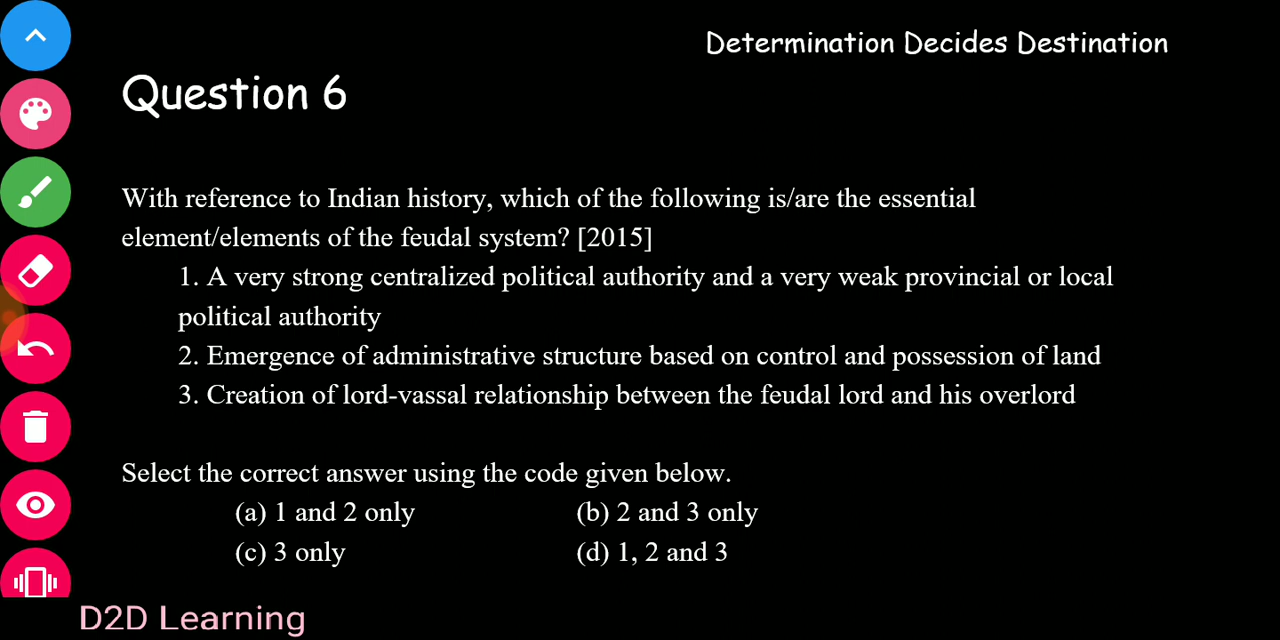 Determination Decides Destination
Question 6
With reference to Indian history, which of the following is/are the essential
element/elements of the feudal system? [2015]
1. A very strong centralized political authority and a very weak provincial or local
political authority
2. Emergence of administrative structure based on control and possession of land
3. Creation of lord-vassal relationship between the feudal lord and his overlord
Select the correct answer using the code given below.
(a) 1 and 2 only (b) 2 and 3 only
(c) 3 only (d) 1, 2 and 3
D2D Learning